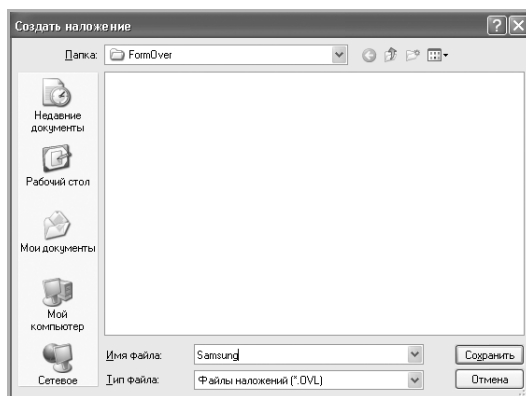 Создать наложение
Папка: FormOver
Недавние
документы
Рабочий стол
Мои документы
Мой
компьютер
Сетевое
Имя файла: Samsung Сохранить
Тип файла: Файлы наложений (*.OVL) Отмена